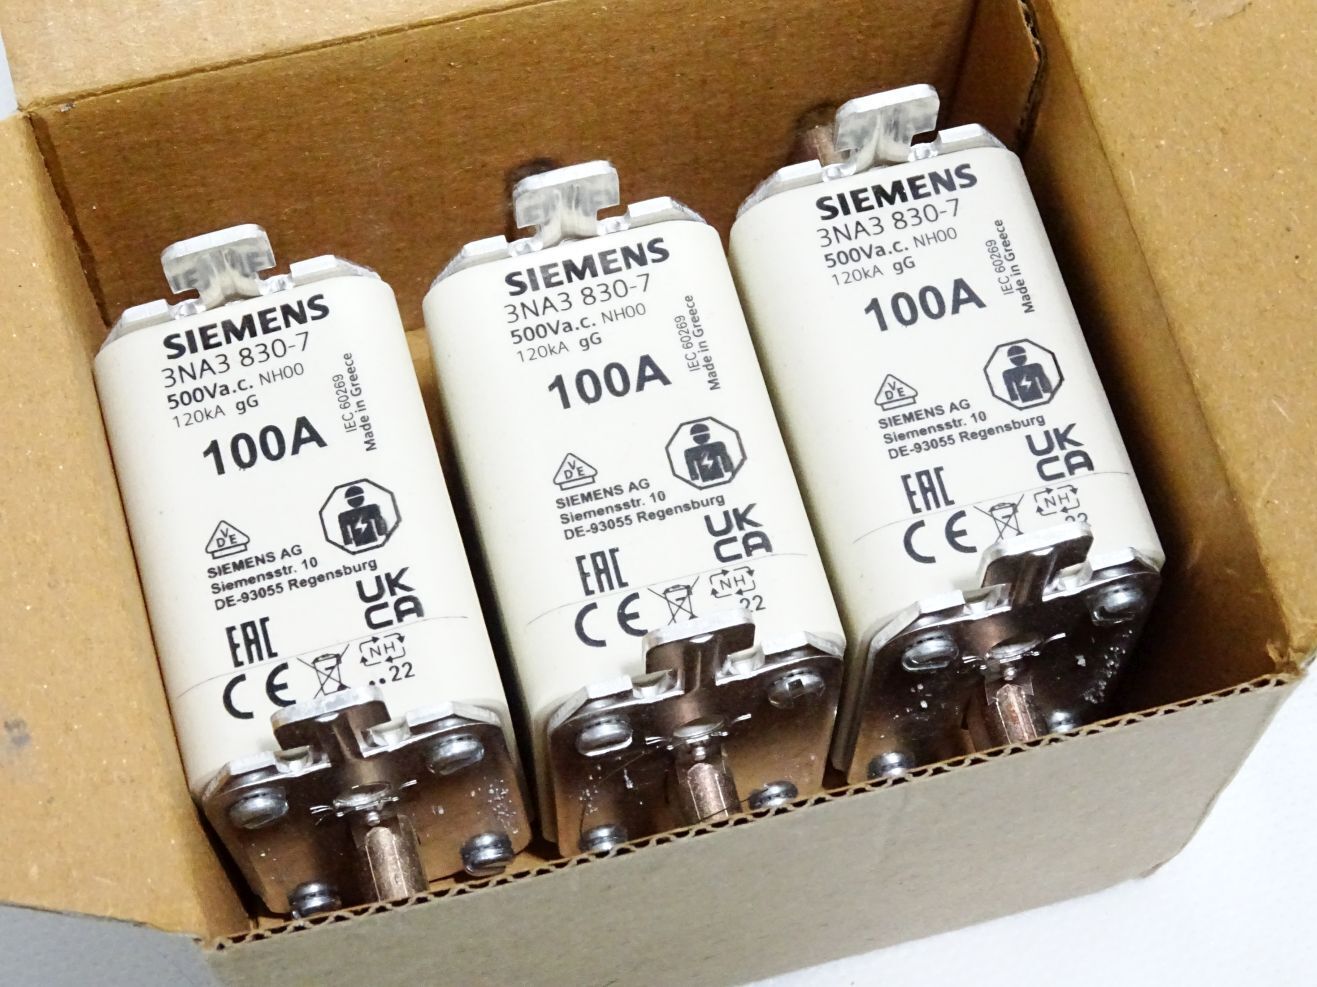 SIEMENS
3NA3 830-7
500Va.c. NH00
120kA gG
100A
IEC 60269
Made in Greece
VDE
SIEMENS AG
Siemensstr. 10
DE-93055 Regensburg
UK
CA
EAC
CE
NH
..22
SIEMENS
3NA3 830-7
500Va.c. NH00
120kA gG
100A
IEC 60269
Made in Greece
VDE
SIEMENS AG
Siemensstr. 10
DE-93055 Regensburg
UK
CA
EAC
CE
NH
22
SIEMENS
3NA3 830-7
500Va.c. NH00
120kA gG
100A
IEC 60269
Made in Greece
VDE
SIEMENS AG
Siemensstr. 10
DE-93055 Regensburg
UK
CA
EAC
CE
NH
22